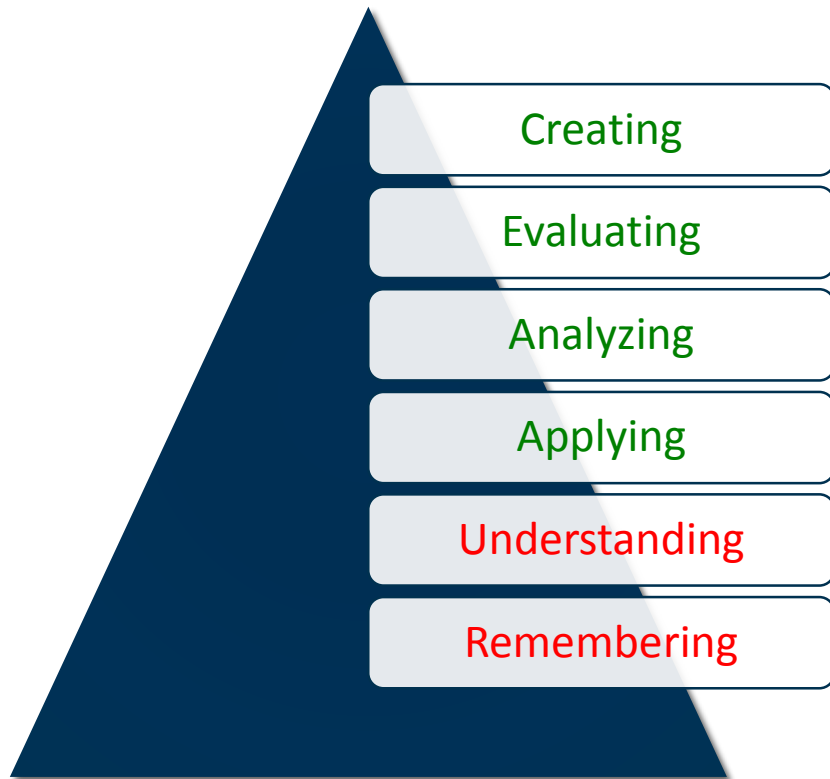 Creating
Evaluating
Analyzing
Applying
Understanding
Remembering